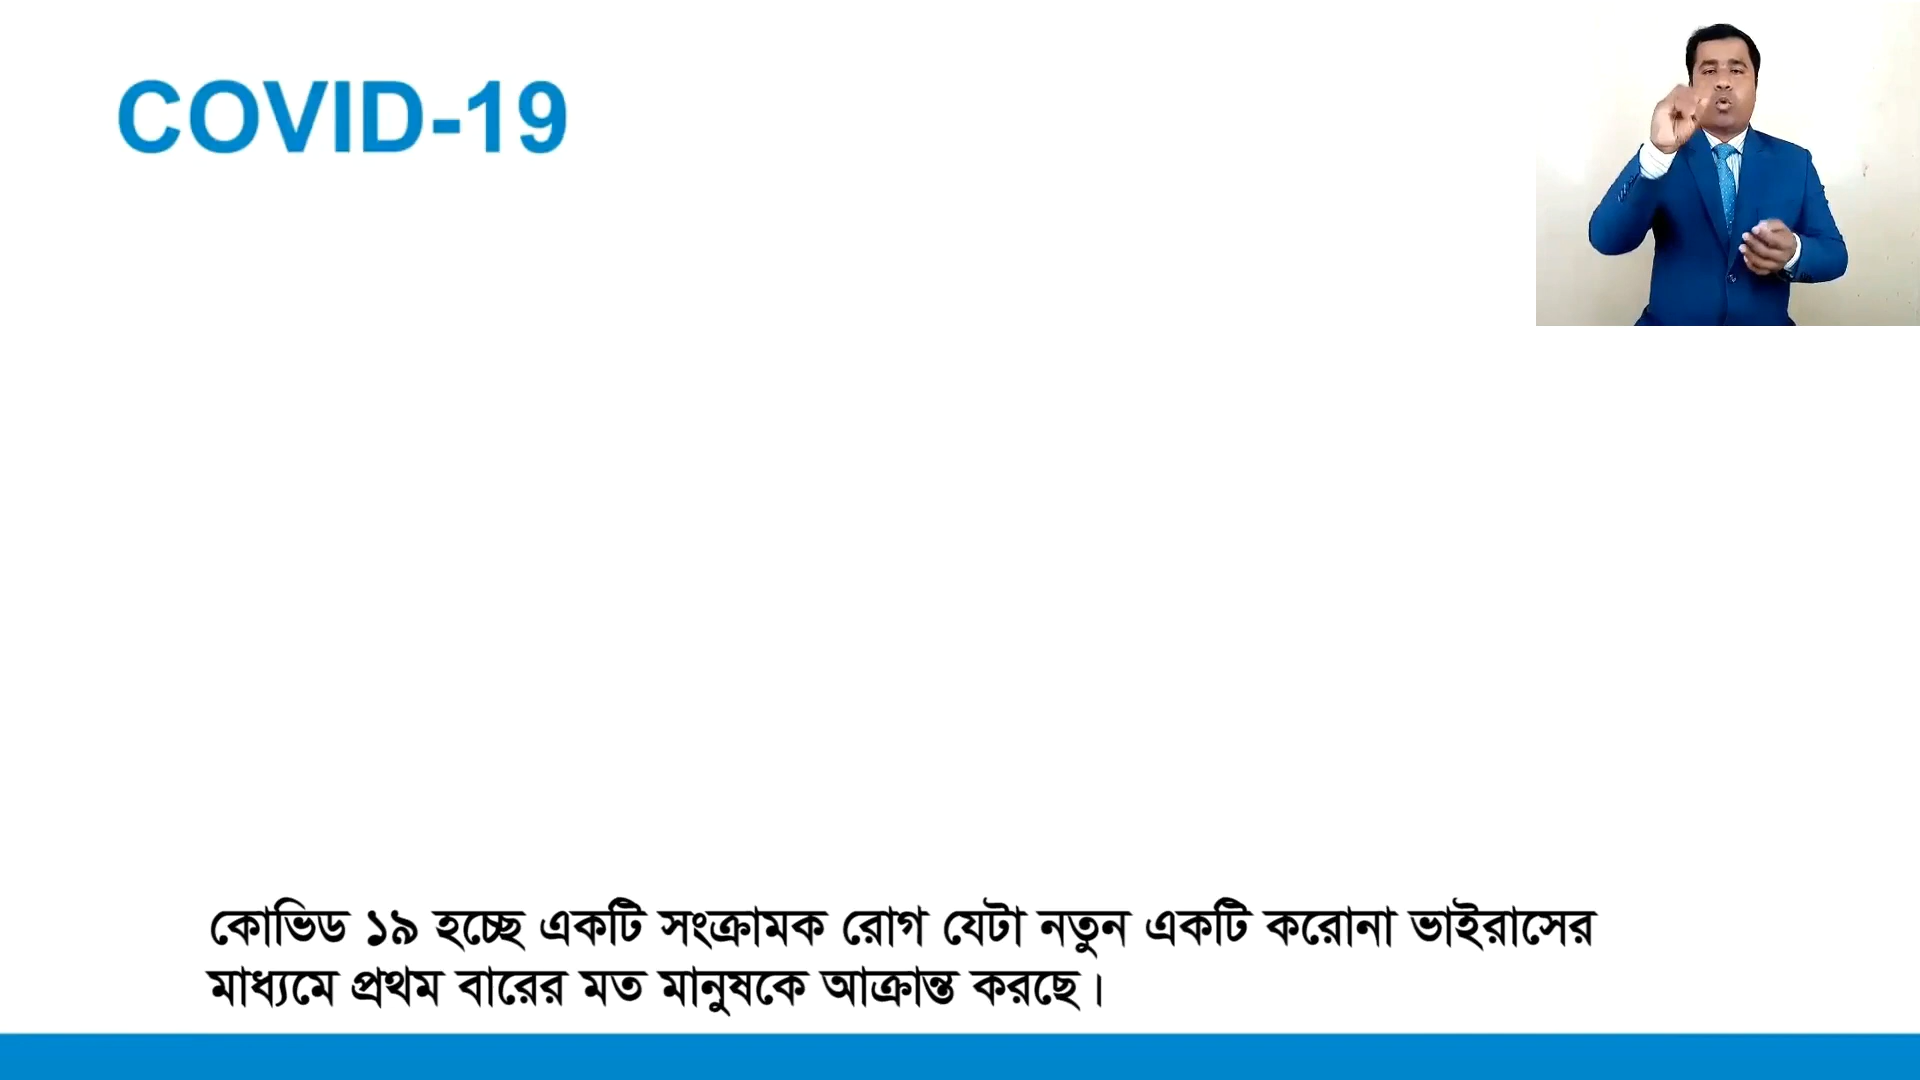 COVID-19
কোভিড ১৯ হচ্ছে একটি সংক্রামক রোগ যেটা নতুন একটি করোনা ভাইরাসের
মাধ্যমে প্রথম বারের মত মানুষকে আক্রান্ত করছে।